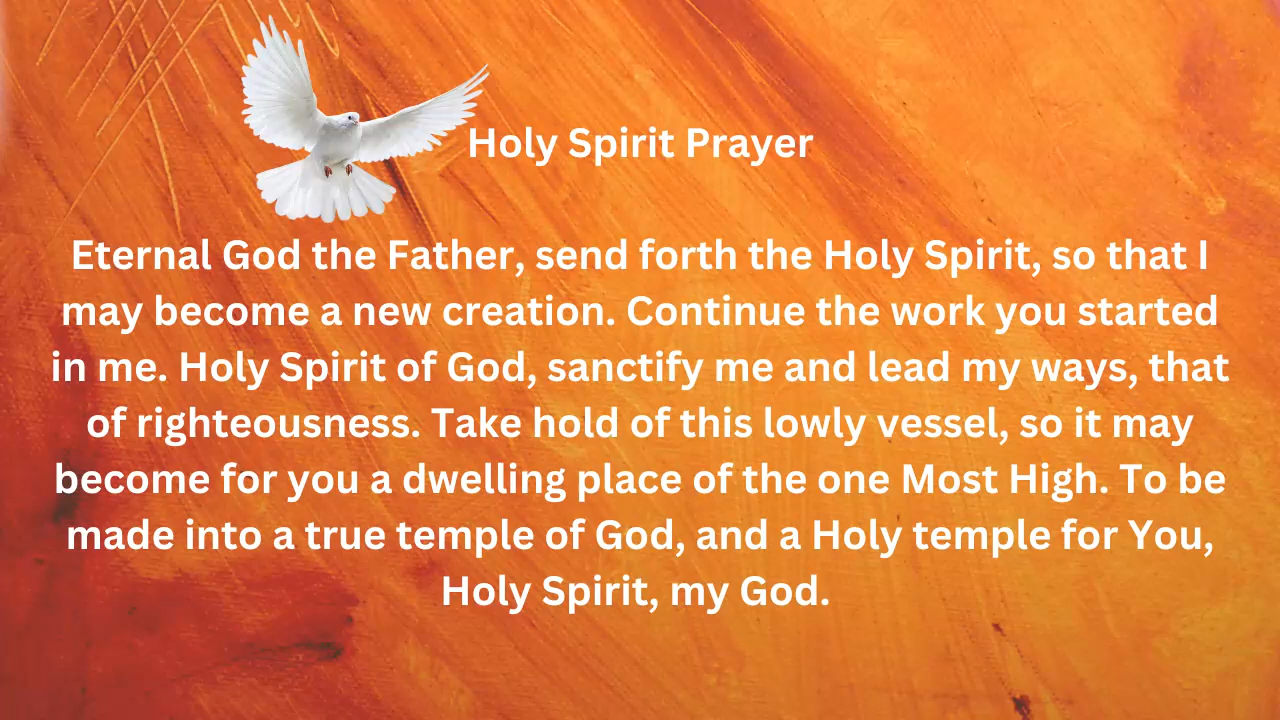 Holy Spirit Prayer
Eternal God the Father, send forth the Holy Spirit, so that I
may become a new creation. Continue the work you started
in me. Holy Spirit of God, sanctify me and lead my ways, that
of righteousness. Take hold of this lowly vessel, so it may
become for you a dwelling place of the one Most High. To be
made into a true temple of God, and a Holy temple for You,
Holy Spirit, my God.